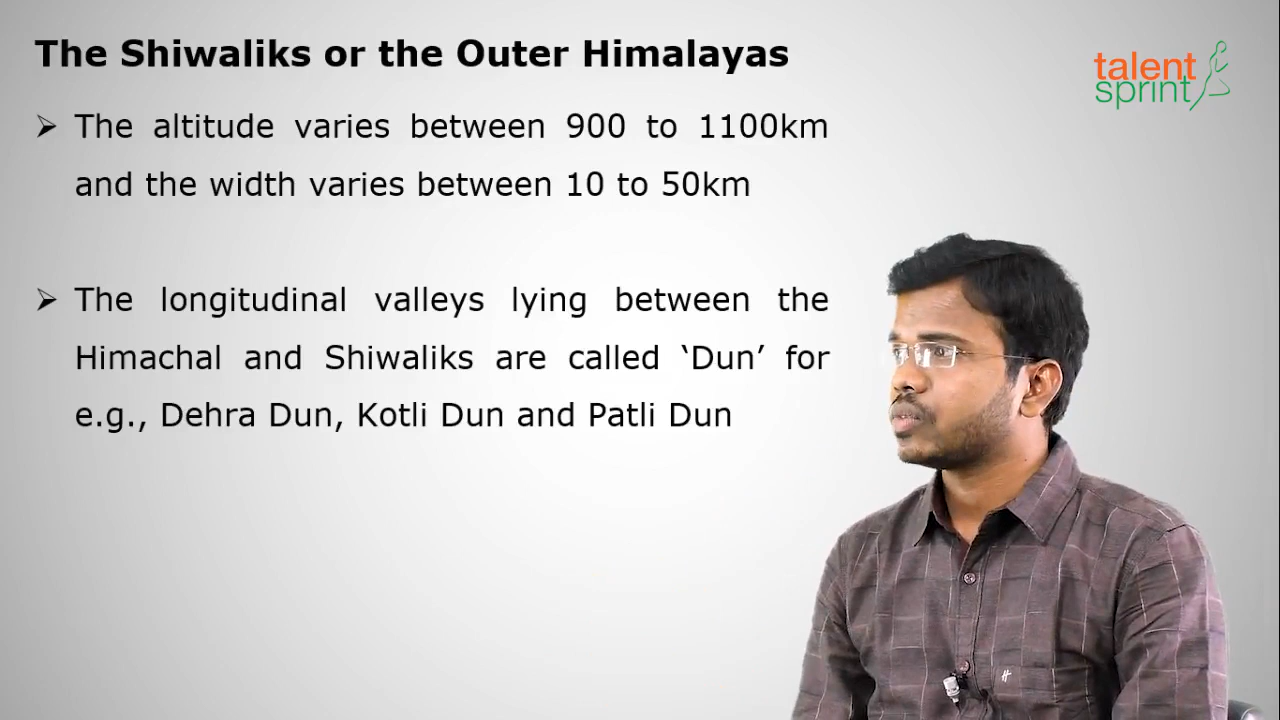 The Shiwaliks or the Outer Himalayas
talent
sprint
➢ The altitude varies between 900 to 1100km
and the width varies between 10 to 50km
➢ The longitudinal valleys lying between the
Himachal and Shiwaliks are called ‘Dun’ for
e.g., Dehra Dun, Kotli Dun and Patli Dun